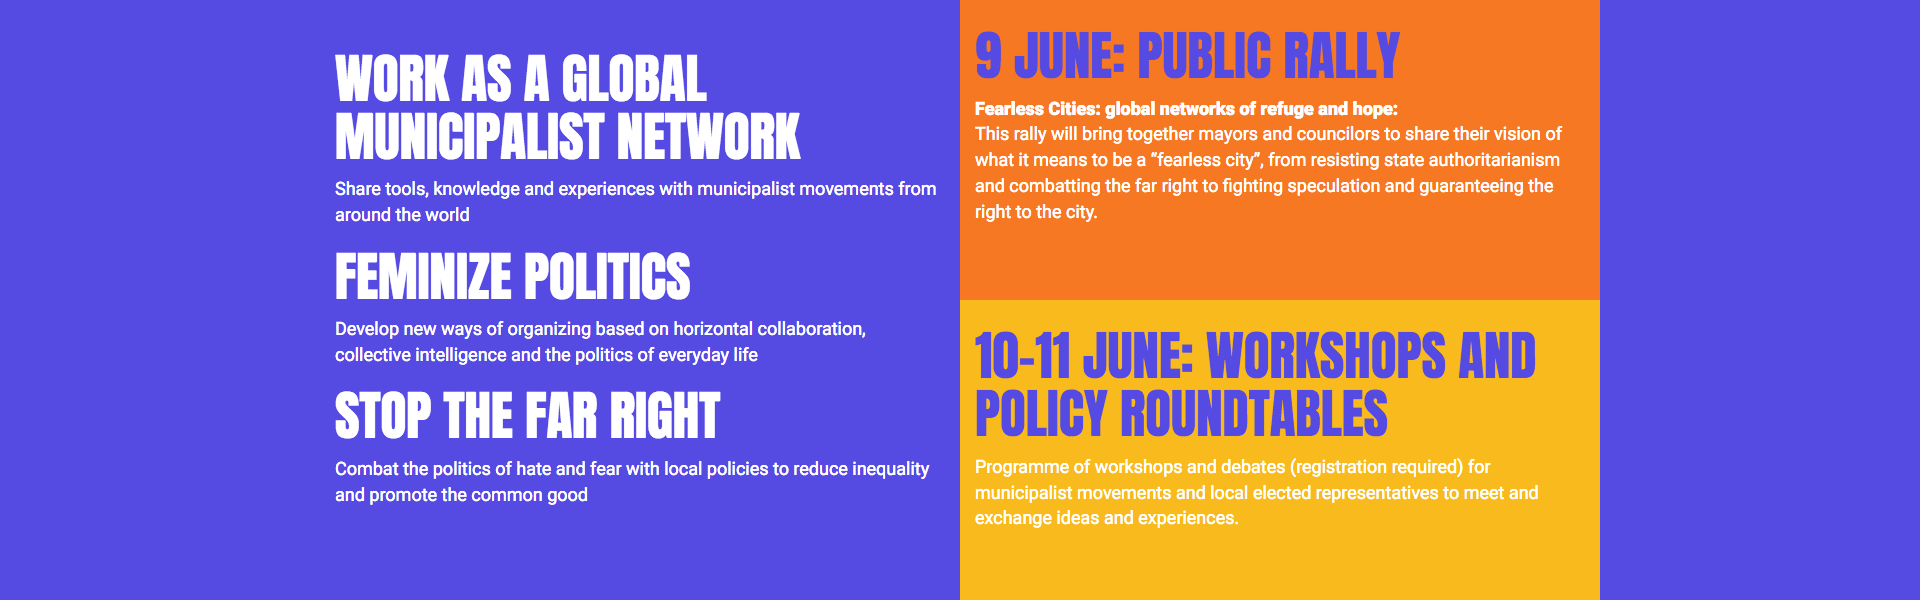 WORK AS A GLOBAL
MUNICIPALIST NETWORK
Share tools, knowledge and experiences with municipalist movements from
around the world
FEMINIZE POLITICS
Develop new ways of organizing based on horizontal collaboration,
collective intelligence and the politics of everyday life
STOP THE FAR RIGHT
Combat the politics of hate and fear with local policies to reduce inequality
and promote the common good
9 JUNE: PUBLIC RALLY
Fearless Cities: global networks of refuge and hope:
This rally will bring together mayors and councilors to share their vision of
what it means to be a “fearless city”, from resisting state authoritarianism
and combatting the far right to fighting speculation and guaranteeing the
right to the city.
10-11 JUNE: WORKSHOPS AND
POLICY ROUNDTABLES
Programme of workshops and debates (registration required) for
municipalist movements and local elected representatives to meet and
exchange ideas and experiences.